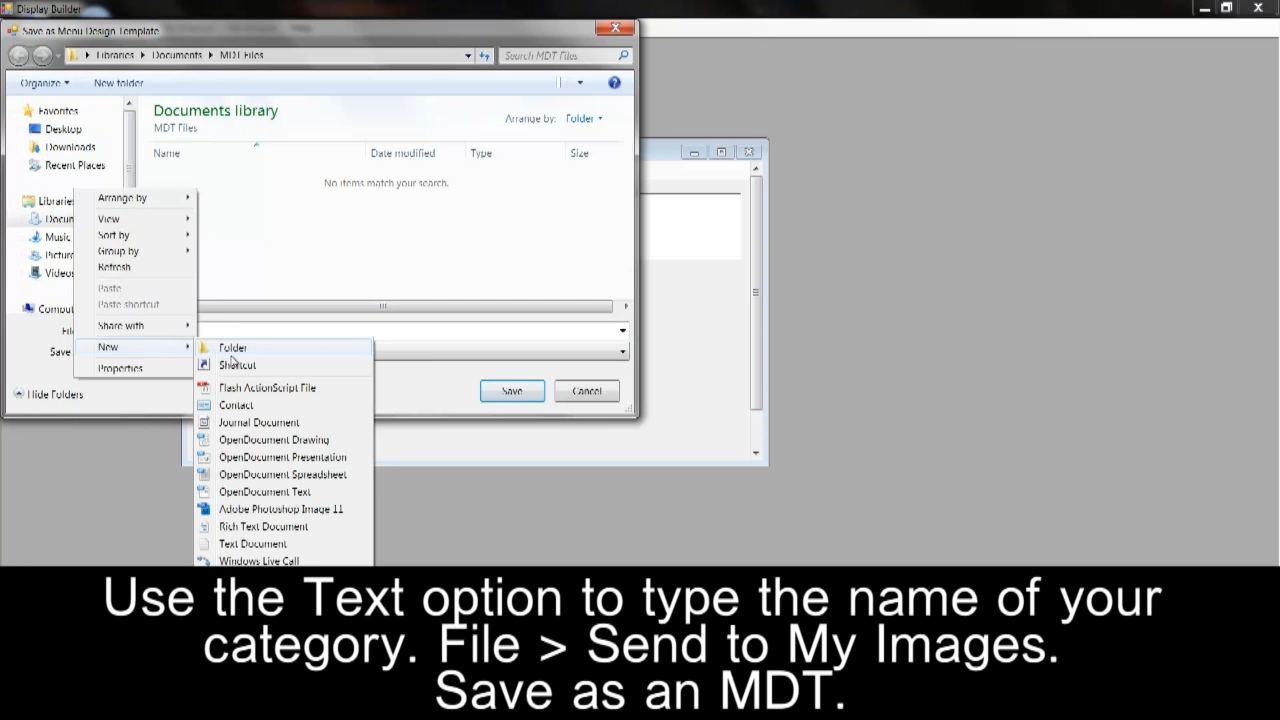 Display Builder
Save as Menu Design Template
Libraries Documents MDT Files
Search MDT Files
Organize
New folder
Favorites
Desktop
Downloads
Recent Places
Libraries
Music
Videos
Documents library
MDT Files
Arrange by: Folder
Name Date modified Type Size
No items match your search.
Arrange by
View
Sort by
Group by
Refresh
Paste
Paste shortcut
Share with
New
Properties
Folder
Shortcut
Flash ActionScript File
Contact
Journal Document
OpenDocument Drawing
OpenDocument Presentation
OpenDocument Spreadsheet
OpenDocument Text
Adobe Photoshop Image 11
Rich Text Document
Text Document
Windows Live Call
Save
Save Cancel
Hide Folders
Use the Text option to type the name of your
category. File > Send to My Images.
Save as an MDT.